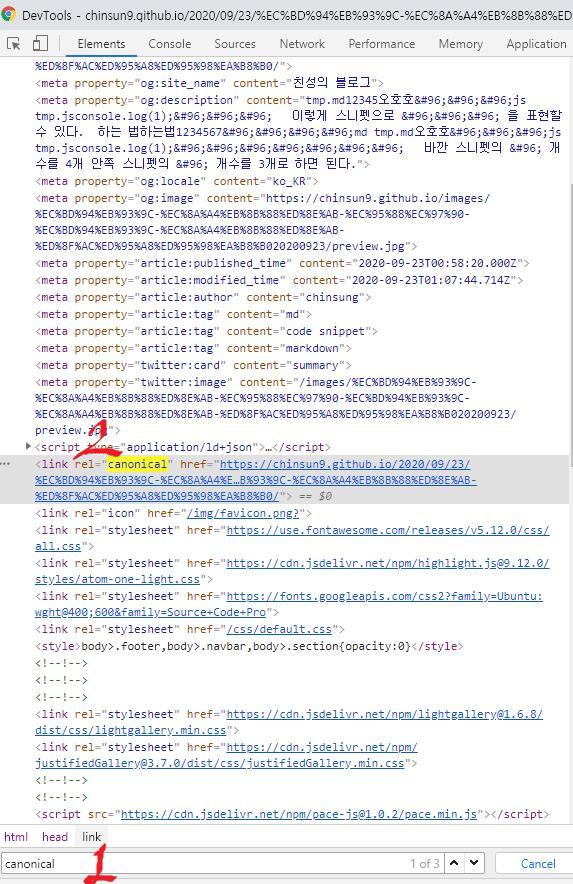 DevTools - chinsun9.github.io/2020/09/23/%EC%BD%94%EB%93%9C-%EC%8A%A4%EB%8B%88%ED
Elements Console Sources Network Performance Memory Application
%ED%8F%AC%ED%95%A8%ED%95%98%EA%B8%B0/">
<meta property="og:site_name" content="친성의 블로그">
<meta property="og:description" content="tmp.md12345오호호&#96;&#96;&#96;js
tmp.jsconsole.log(1);&#96;&#96;&#96;  이렇게 스니펫으로 &#96;&#96;&#96; 을 표현할
수 있다.  하는 법하는법1234567&#96;&#96;&#96;md tmp.md오호호&#96;&#96;&#96;js
tmp.jsconsole.log(1);&#96;&#96;&#96;&#96;&#96;&#96;  바깐 스니펫의 &#96; 개
수를 4개 안쪽 스니펫의 &#96; 개수를 3개로 하면 된다.">
<meta property="og:locale" content="ko_KR">
<meta property="og:image" content="https://chinsun9.github.io/images/
%EC%BD%94%EB%93%9C-%EC%8A%A4%EB%8B%88%ED%8E%AB-%EC%95%88%EC%97%90-
%EC%BD%94%EB%93%9C-%EC%8A%A4%EB%8B%88%ED%8E%AB-
%ED%8F%AC%ED%95%A8%ED%95%98%EA%B8%B020200923/preview.jpg">
<meta property="article:published_time" content="2020-09-23T00:58:20.000Z">
<meta property="article:modified_time" content="2020-09-23T01:07:44.714Z">
<meta property="article:author" content="chinsung">
<meta property="article:tag" content="md">
<meta property="article:tag" content="code snippet">
<meta property="article:tag" content="markdown">
<meta property="twitter:card" content="summary">
<meta property="twitter:image" content="/images/%EC%BD%94%EB%93%9C-
%EC%8A%A4%EB%8B%88%ED%8E%AB-%EC%95%88%EC%97%90-%EC%BD%94%EB%93%9C-
%EC%8A%A4%EB%8B%88%ED%8E%AB-%ED%8F%AC%ED%95%A8%ED%95%98%EA%B8%B020200923/
preview.jpg">
2
<script type="application/ld+json">…</script>
<link rel="canonical" href="https://chinsun9.github.io/2020/09/23/
%EC%BD%94%EB%93%9C-%EC%8A%A4%E…B%93%9C-%EC%8A%A4%EB%8B%88%ED%8E%AB-
%ED%8F%AC%ED%95%A8%ED%95%98%EA%B8%B0/"> == $0
<link rel="icon" href="/img/favicon.png?">
<link rel="stylesheet" href="https://use.fontawesome.com/releases/v5.12.0/css/
all.css">
<link rel="stylesheet" href="https://cdn.jsdelivr.net/npm/highlight.js@9.12.0/
styles/atom-one-light.css">
<link rel="stylesheet" href="https://fonts.googleapis.com/css2?family=Ubuntu:
wght@400;600&family=Source+Code+Pro">
<link rel="stylesheet" href="/css/default.css">
<style>body>.footer,body>.navbar,body>.section{opacity:0}</style>
<!--!-->
<!--!-->
<!--!-->
<link rel="stylesheet" href="https://cdn.jsdelivr.net/npm/lightgallery@1.6.8/
dist/css/lightgallery.min.css">
<link rel="stylesheet" href="https://cdn.jsdelivr.net/npm/
justifiedGallery@3.7.0/dist/css/justifiedGallery.min.css">
<!--!-->
<!--!-->
<script src="https://cdn.jsdelivr.net/npm/pace-js@1.0.2/pace.min.js"></script>
html head link
canonical 1 1 of 3 Cancel